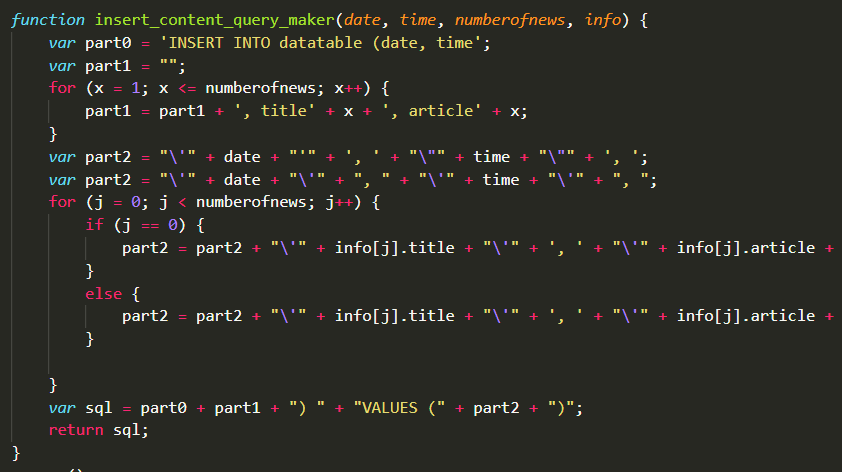 function insert_content_query_maker(date, time, numberofnews, info) {
var part0 = 'INSERT INTO datatable (date, time';
var part1 = "";
for (x = 1; x <= numberofnews; x++) {
part1 = part1 + ', title' + x + ', article' + x;
}
var part2 = "\'" + date + "'" + ', ' + "\"" + time + "\"" + ', ';
var part2 = "\'" + date + "\'" + ", " + "\'" + time + "\'" + ", ";
for (j = 0; j < numberofnews; j++) {
if (j == 0) {
part2 = part2 + "\'" + info[j].title + "\'" + ', ' + "\'" + info[j].article +
}
else {
part2 = part2 + "\'" + info[j].title + "\'" + ', ' + "\'" + info[j].article +
}
}
var sql = part0 + part1 + ") " + "VALUES (" + part2 + ")";
return sql;
}